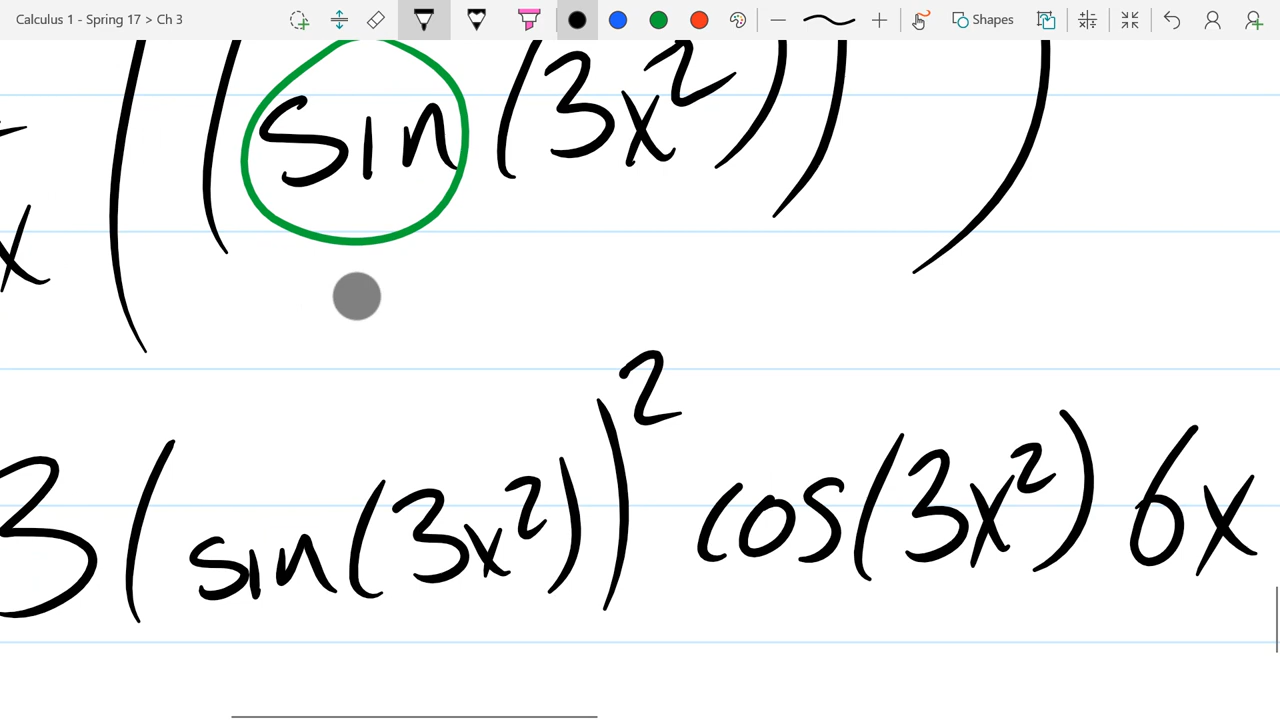 Calculus 1 - Spring 17 > Ch 3
Shapes
x ((sin(3x²)))
3(sin(3x²))² cos(3x²) 6x